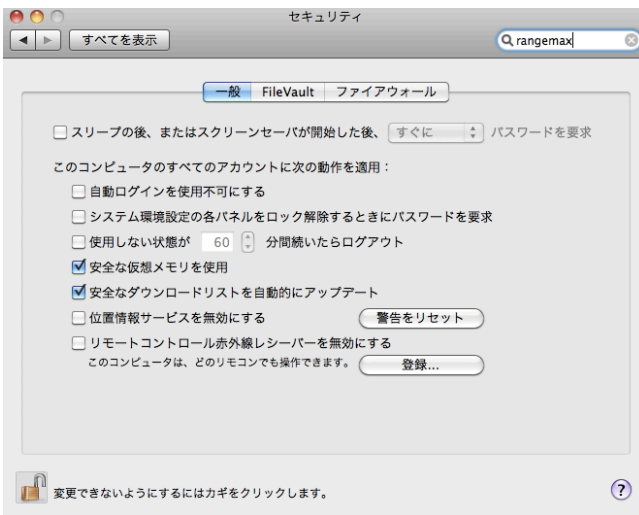 セキュリティ
すべてを表示
rangemax
一般 FileVault ファイアウォール
スリープの後、またはスクリーンセーバが開始した後、 すぐに パスワードを要求
このコンピュータのすべてのアカウントに次の動作を適用：
自動ログインを使用不可にする
システム環境設定の各パネルをロック解除するときにパスワードを要求
使用しない状態が 60 分間続いたらログアウト
安全な仮想メモリを使用
安全なダウンロードリストを自動的にアップデート
位置情報サービスを無効にする 警告をリセット
リモートコントロール赤外線レシーバーを無効にする
このコンピュータは、どのリモコンでも操作できます。 登録...
変更できないようにするにはカギをクリックします。 ?